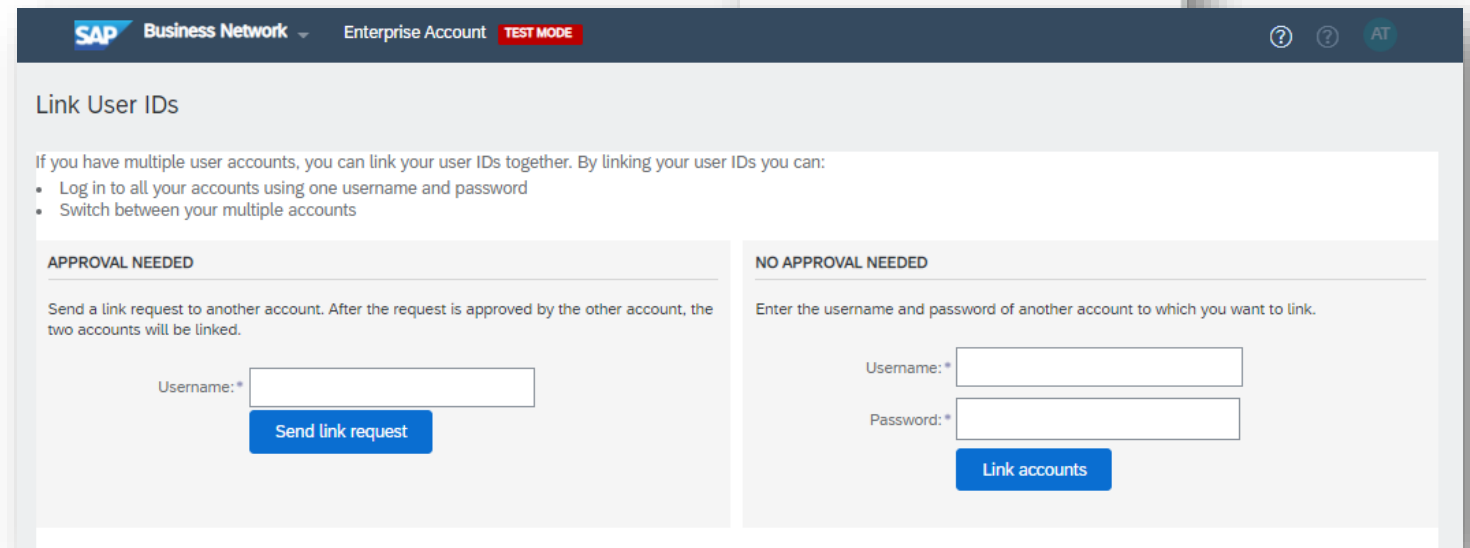 SAP Business Network Enterprise Account TEST MODE ? ? AT
Link User IDs
If you have multiple user accounts, you can link your user IDs together. By linking your user IDs you can:
• Log in to all your accounts using one username and password
• Switch between your multiple accounts
APPROVAL NEEDED
Send a link request to another account. After the request is approved by the other account, the
two accounts will be linked.
Username:*
Send link request
NO APPROVAL NEEDED
Enter the username and password of another account to which you want to link.
Username:*
Password:*
Link accounts